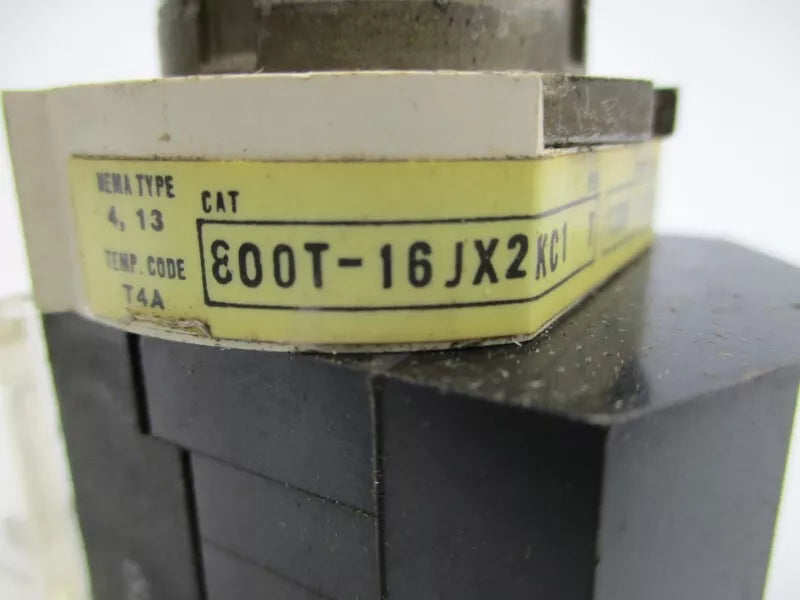 NEMA TYPE
4, 13
TEMP. CODE
T4A
CAT
800T-16JX2KC1